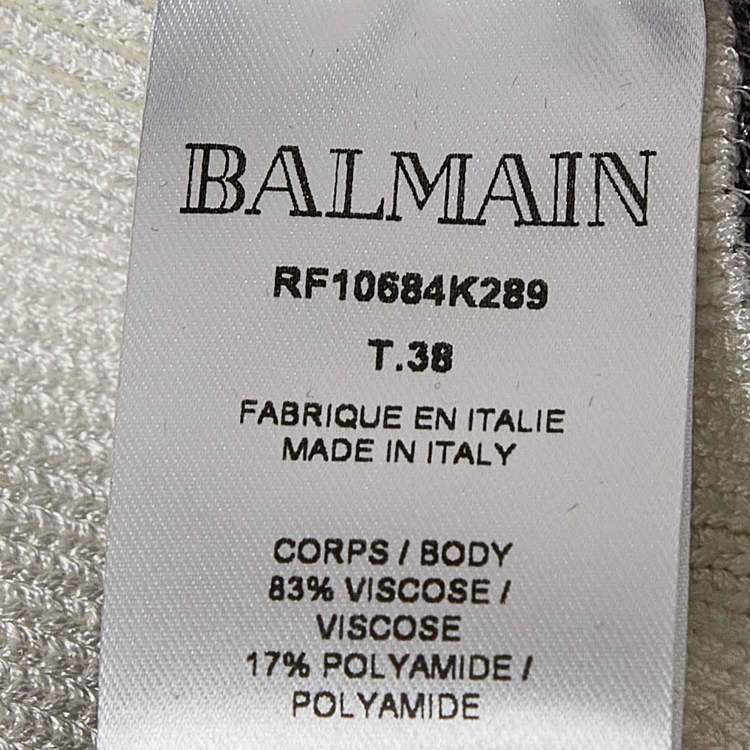 BALMAIN
RF10684K289
T.38
FABRIQUE EN ITALIE
MADE IN ITALY
CORPS / BODY
83% VISCOSE /
VISCOSE
17% POLYAMIDE /
POLYAMIDE